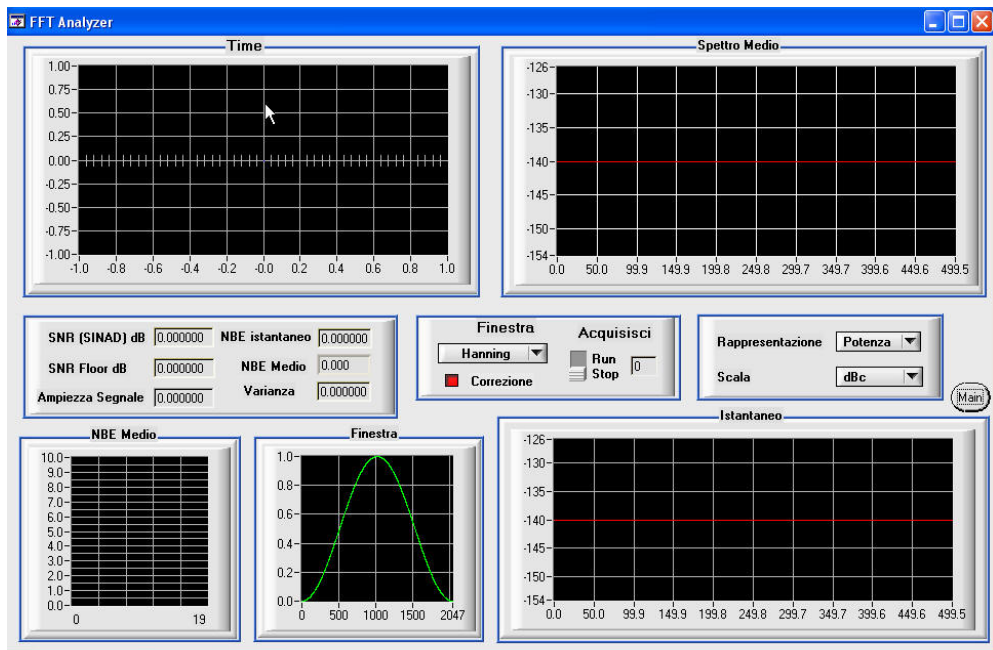 FFT Analyzer
Time
1.00
0.75
0.50
0.25
0.00
-0.25
-0.50
-0.75
-1.00
-1.0 -0.8 -0.6 -0.4 -0.2 -0.0 0.2 0.4 0.6 0.8 1.0
Spettro Medio
-126
-130
-135
-140
-145
-150
-154
0.0 50.0 99.9 149.9 199.8 249.8 299.7 349.7 399.6 449.6 499.5
SNR (SINAD) dB 0.000000 NBE istantaneo 0.000000
SNR Floor dB 0.000000 NBE Medio 0.000
Ampiezza Segnale 0.000000 Varianza 0.000000
Finestra
Hanning
Correzione
Acquisisci
Run
Stop
0
Rappresentazione Potenza
Scala dBc
Main
NBE Medio
10.0
9.0
8.0
7.0
6.0
5.0
4.0
3.0
2.0
1.0
0.0
0 19
Finestra
1.0
0.8
0.6
0.4
0.2
0.0
0 500 1000 1500 2047
Istantaneo
-126
-130
-135
-140
-145
-150
-154
0.0 50.0 99.9 149.9 199.8 249.8 299.7 349.7 399.6 449.6 499.5